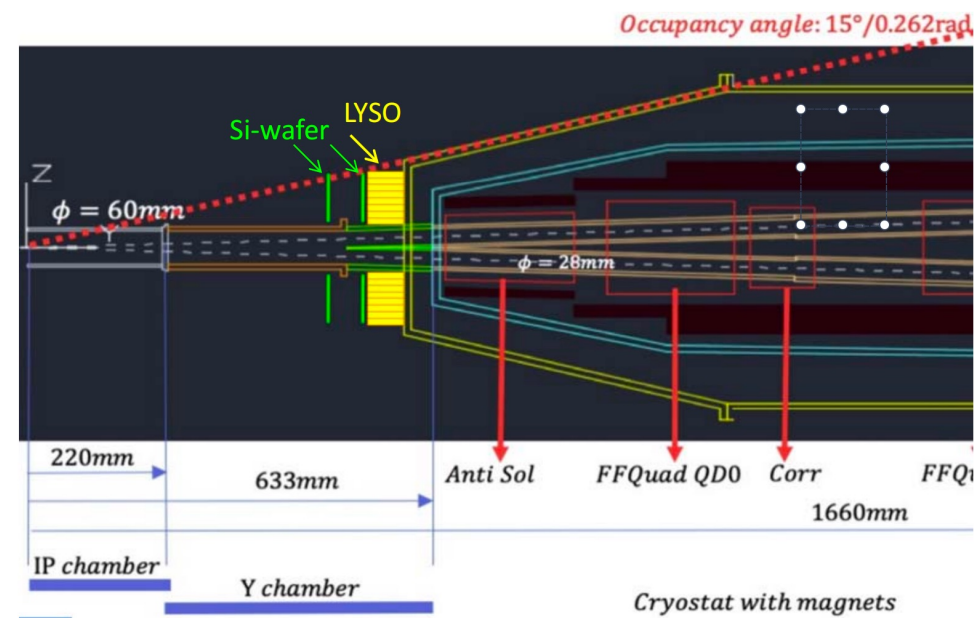 Occupancy angle: 15°/0.262rad
LYSO
Si-wafer
Z
ϕ = 60mm
Y
ϕ = 28mm
220mm
Anti Sol
FFQuad QD0
Corr
633mm
1660mm
IP chamber
Y chamber
Cryostat with magnets